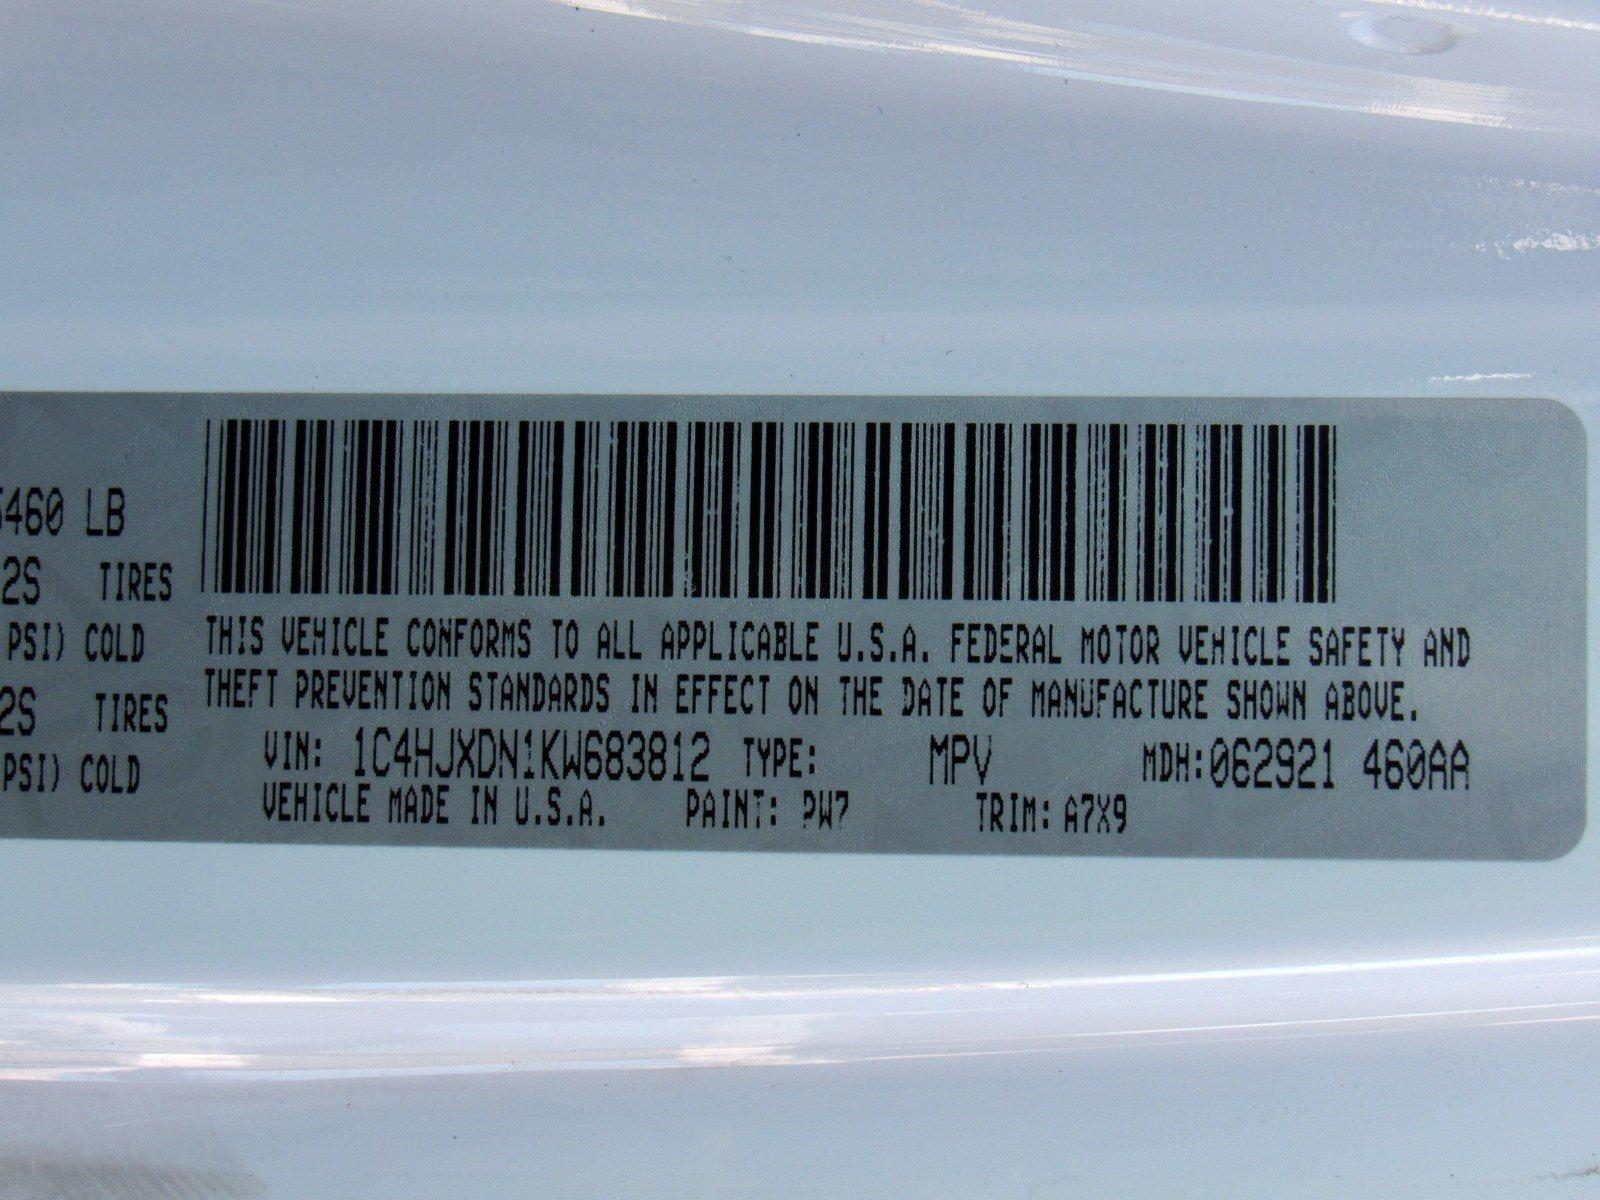 5460 LB
2S TIRES
PSI) COLD
2S TIRES
PSI) COLD
THIS VEHICLE CONFORMS TO ALL APPLICABLE U.S.A. FEDERAL MOTOR VEHICLE SAFETY AND
THEFT PREVENTION STANDARDS IN EFFECT ON THE DATE OF MANUFACTURE SHOWN ABOVE.
VIN: 1C4HJXDN1KW683812 TYPE: MPV MDH:062921 460AA
VEHICLE MADE IN U.S.A. PAINT: PW7 TRIM: A7X9